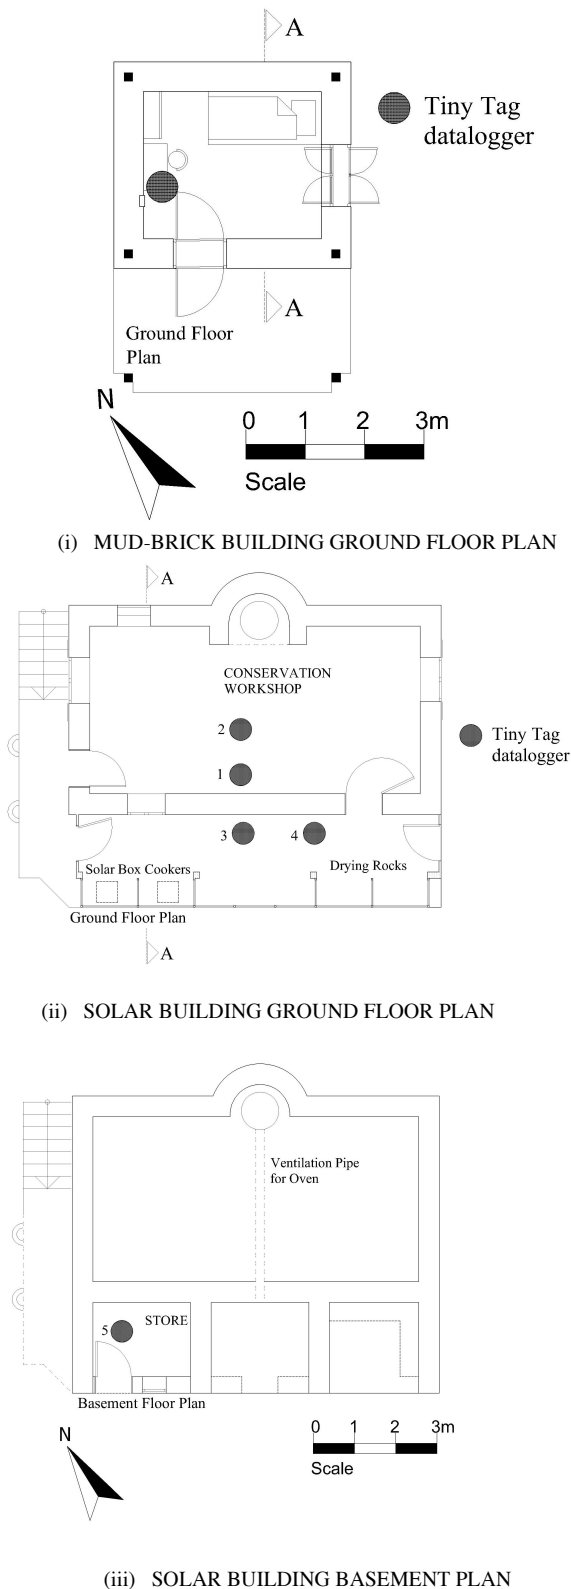 A
Tiny Tag
datalogger
A
Ground Floor
Plan
N
0 1 2 3m
Scale
(i) MUD-BRICK BUILDING GROUND FLOOR PLAN
A
CONSERVATION
WORKSHOP
2
Tiny Tag
datalogger
1
3
4
Solar Box Cookers
Drying Rocks
Ground Floor Plan
A
(ii) SOLAR BUILDING GROUND FLOOR PLAN
Ventilation Pipe
for Oven
STORE
5
Basement Floor Plan
N
0 1 2 3m
Scale
(iii) SOLAR BUILDING BASEMENT PLAN